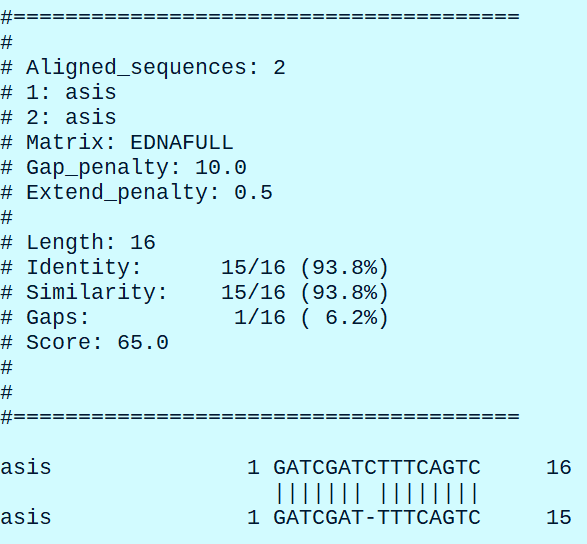 #=======================================
#
# Aligned_sequences: 2
# 1: asis
# 2: asis
# Matrix: EDNAFULL
# Gap_penalty: 10.0
# Extend_penalty: 0.5
#
# Length: 16
# Identity:      15/16 (93.8%)
# Similarity:    15/16 (93.8%)
# Gaps:           1/16 ( 6.2%)
# Score: 65.0
#
#
#=======================================

asis               1 GATCGATCTTTCAGTC     16
                     ||||||| ||||||||
asis               1 GATCGAT-TTTCAGTC     15